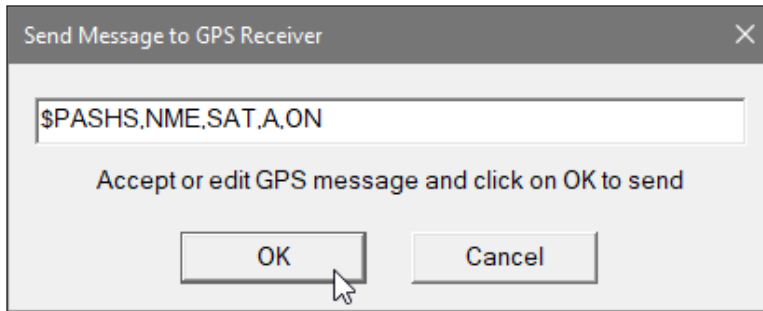 Send Message to GPS Receiver
$PASHS,NME,SAT,A,ON
Accept or edit GPS message and click on OK to send
OK Cancel